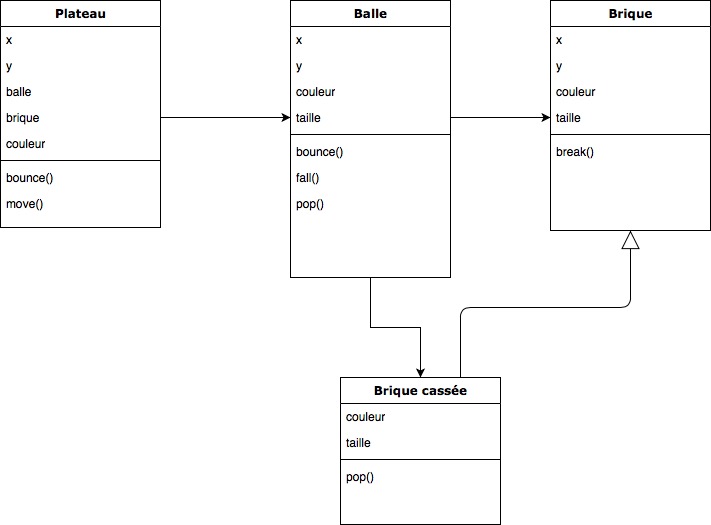 Plateau
x
y
balle
brique
couleur
bounce()
move()
Balle
x
y
couleur
taille
bounce()
fall()
pop()
Brique
x
y
couleur
taille
break()
Brique cassée
couleur
taille
pop()